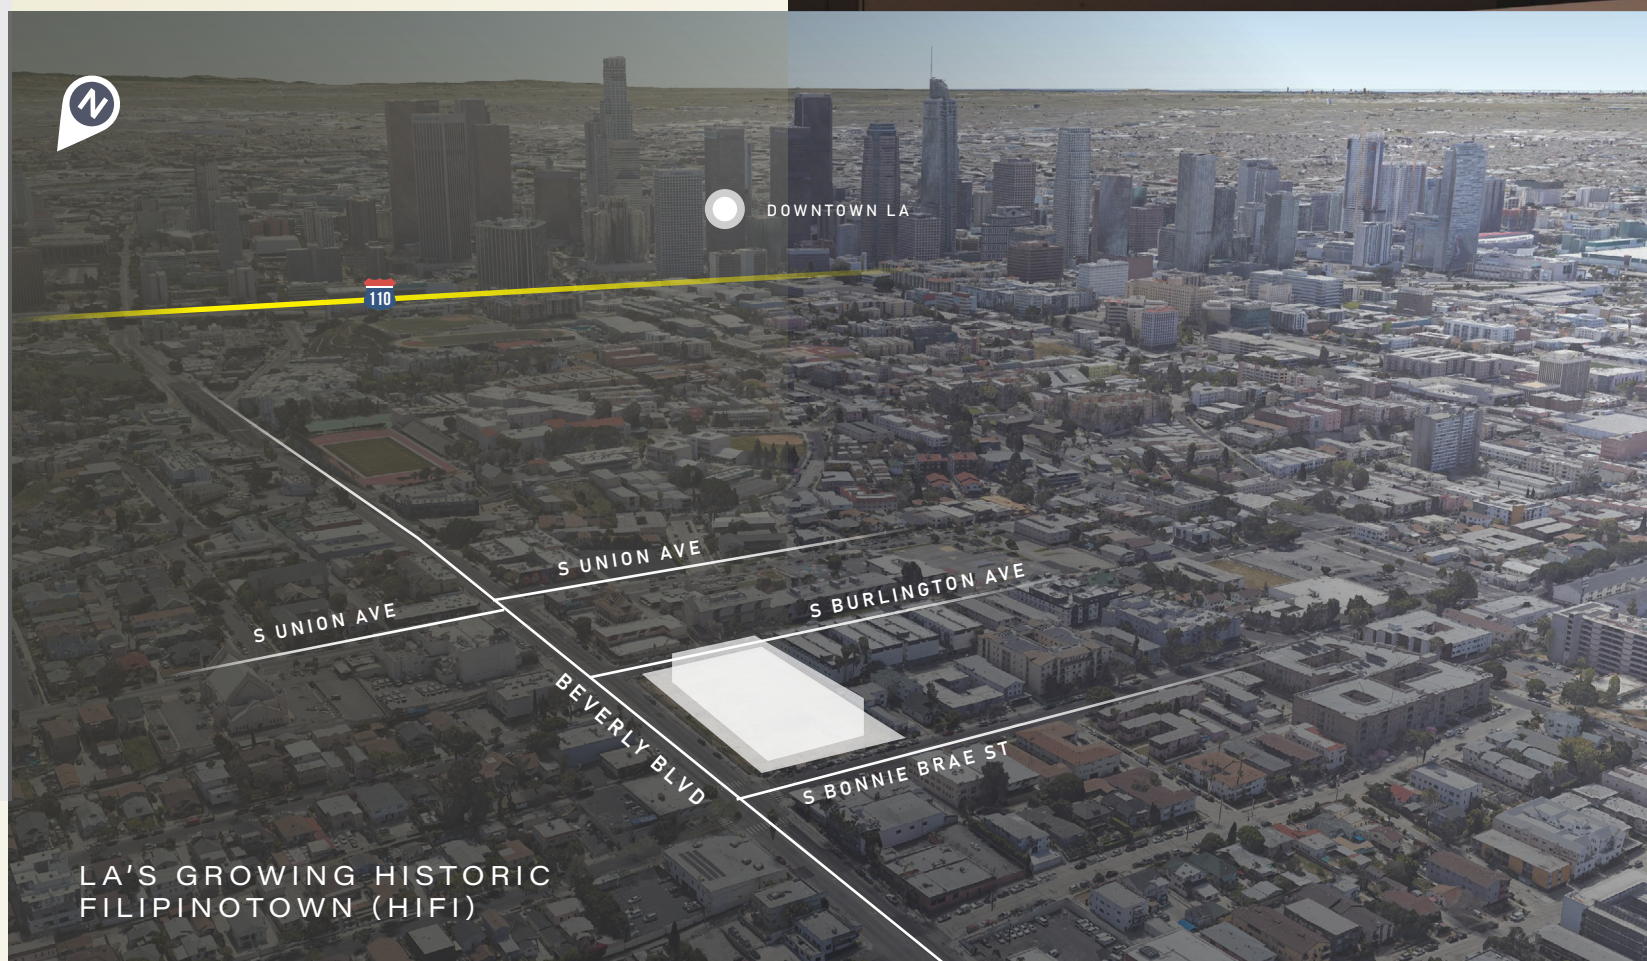 N
DOWNTOWN LA
110
S UNION AVE
S BURLINGTON AVE
S UNION AVE
BEVERLY BLVD
S BONNIE BRAE ST
LA'S GROWING HISTORIC
FILIPINOTOWN (HIFI)